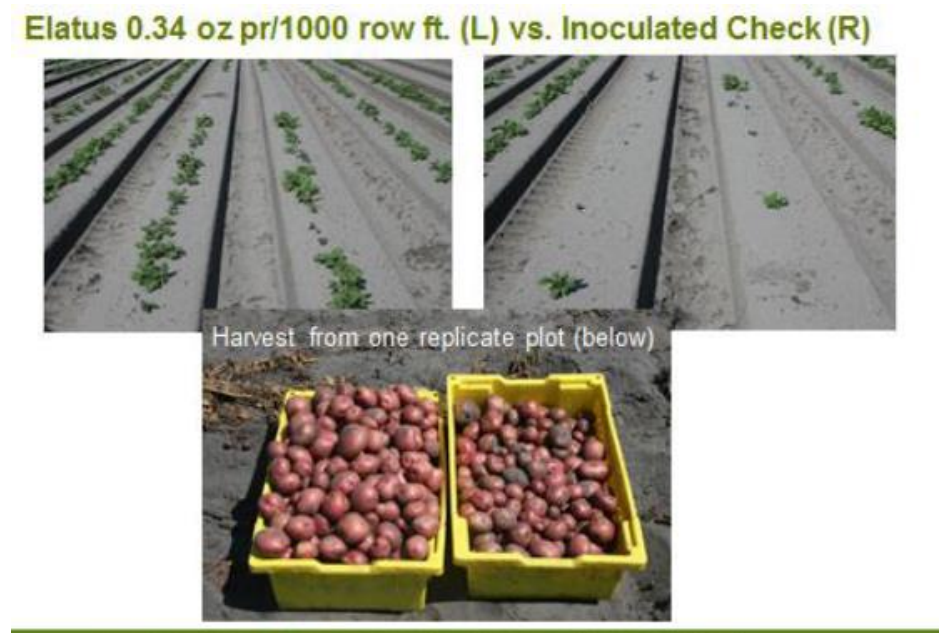 Elatus 0.34 oz pr/1000 row ft. (L) vs. Inoculated Check (R)
Harvest from one replicate plot (below)